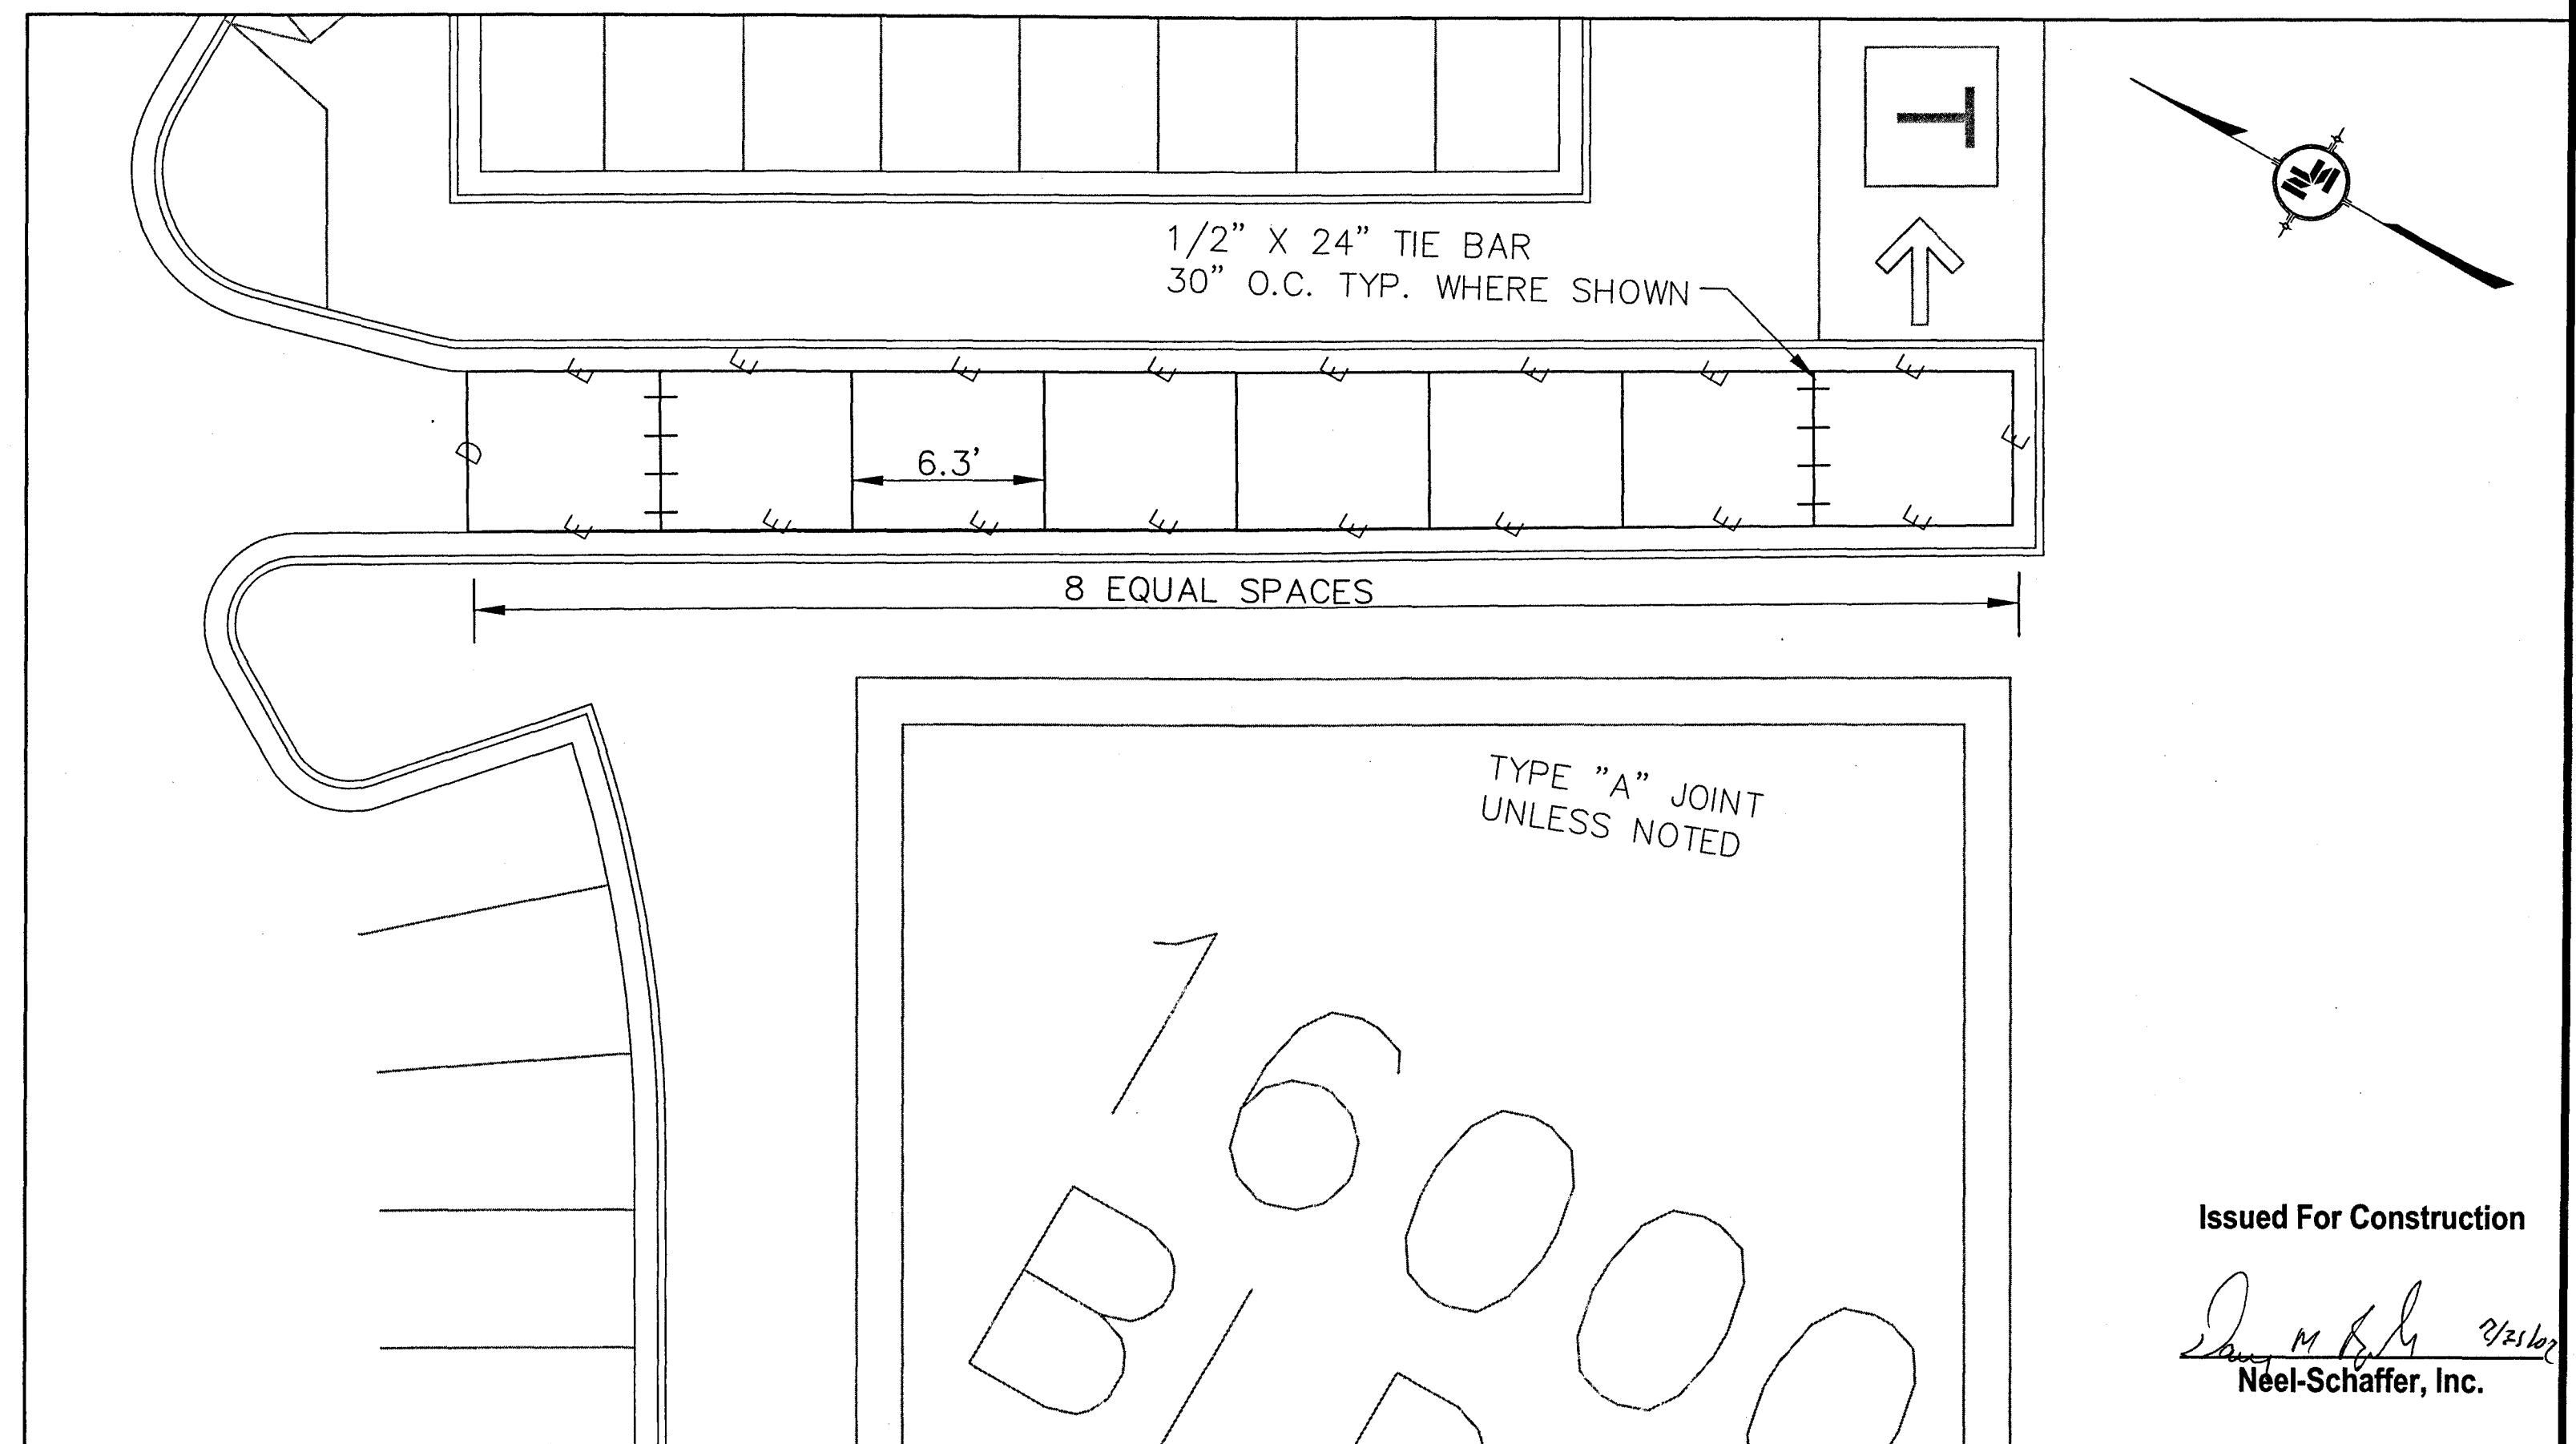 T
1/2” X 24” TIE BAR
30” O.C. TYP. WHERE SHOWN
E E E E E E E E
D
E
6.3'
E E E E E E E E
8 EQUAL SPACES
TYPE ”A” JOINT
UNLESS NOTED
1600
B
Issued For Construction
Neel-Schaffer, Inc.